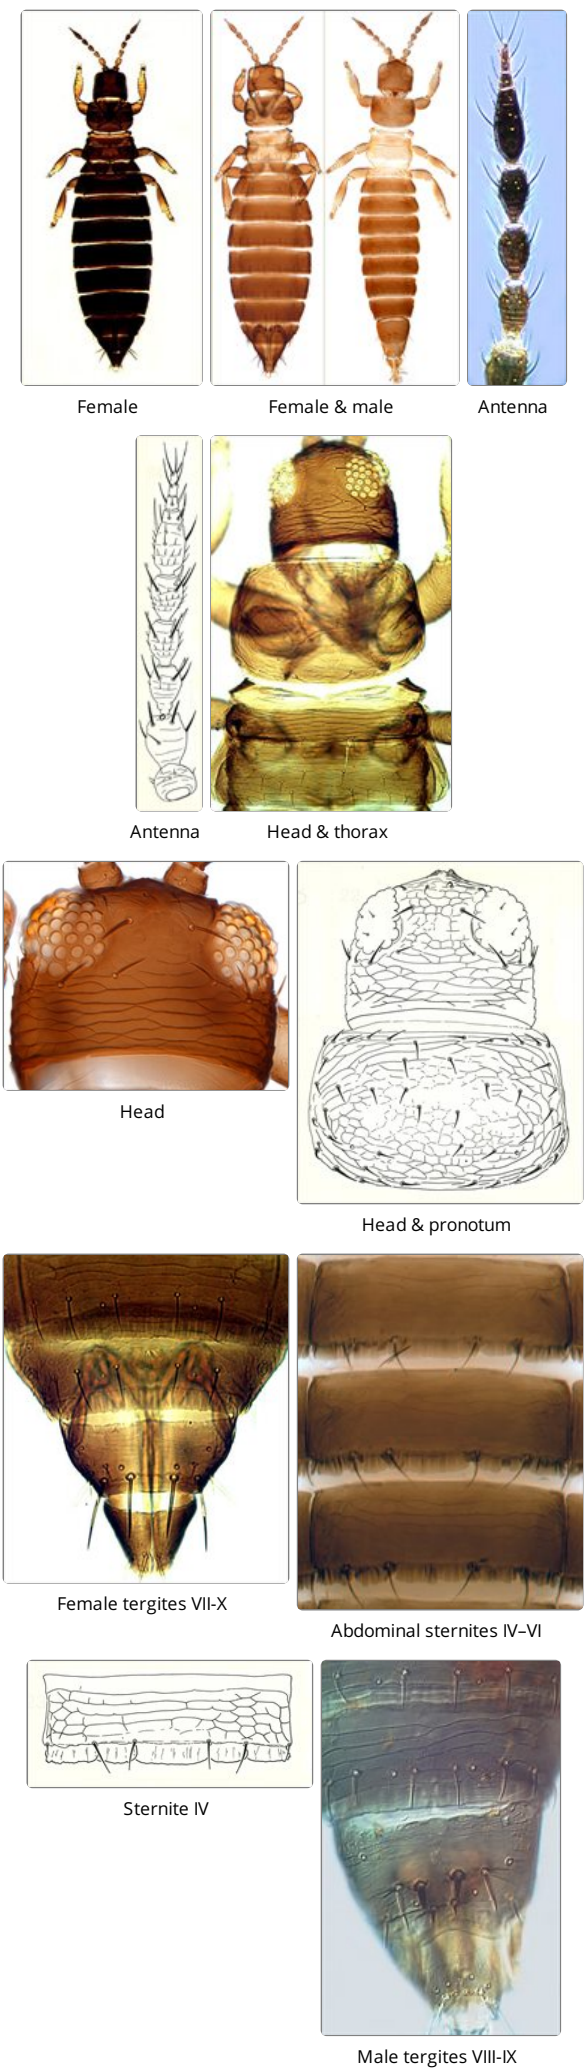 Female
Female & male
Antenna
Antenna
Head & thorax
Head
Head & pronotum
Female tergites VII-X
Abdominal sternites IV–VI
Sternite IV
Male tergites VIII-IX